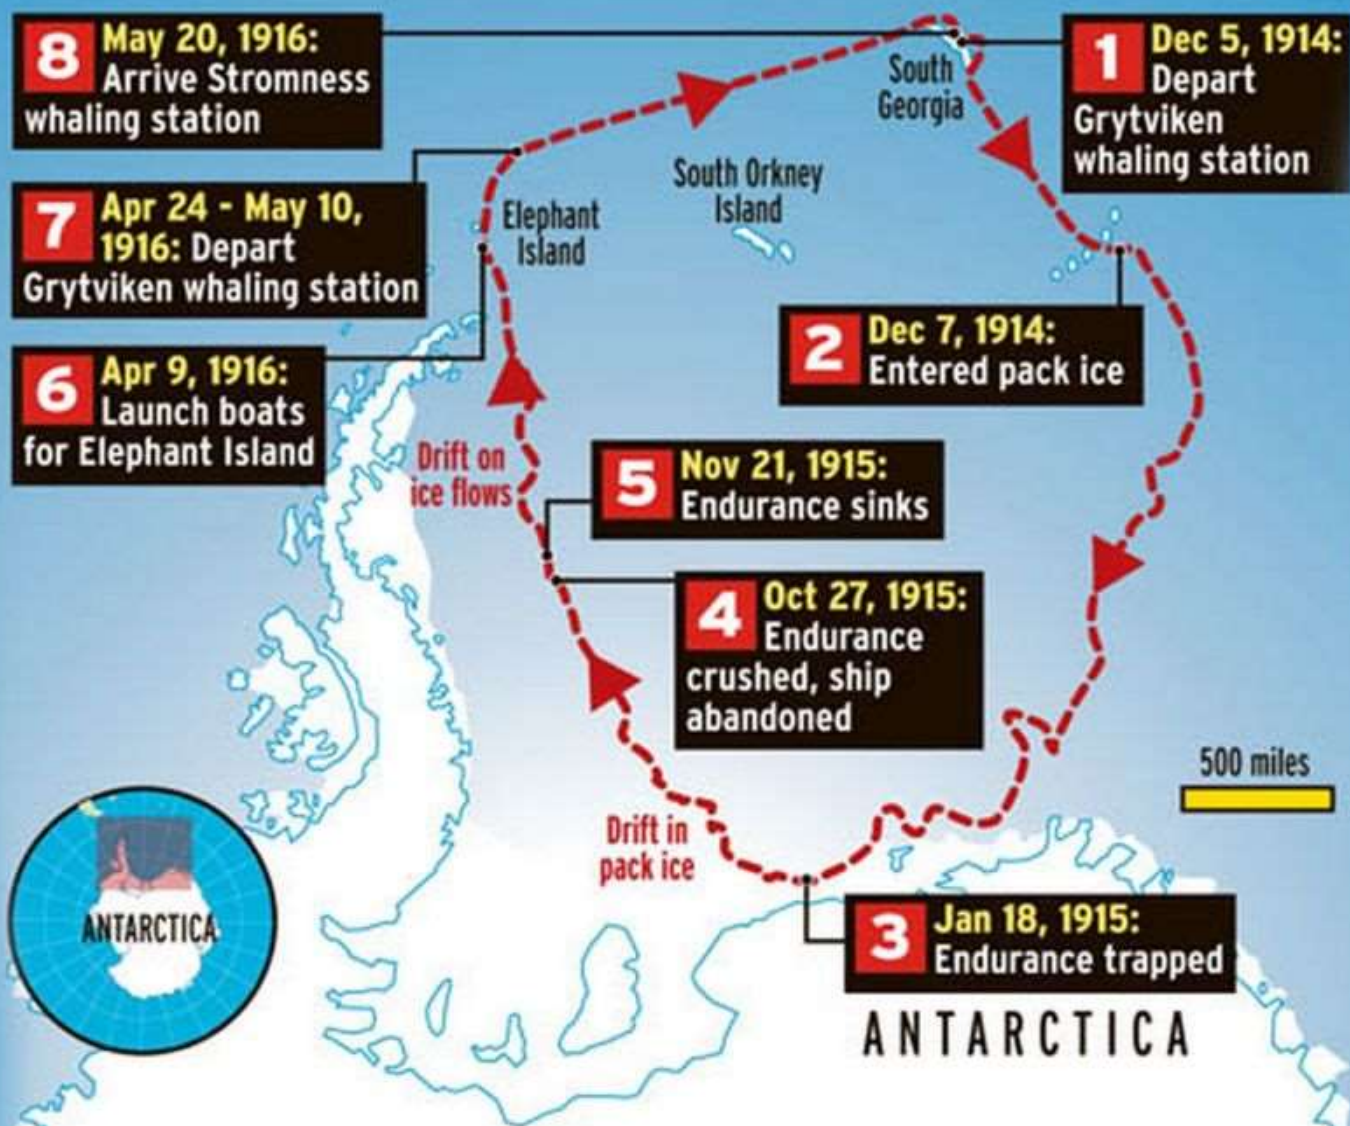 8 May 20, 1916:
Arrive Stromness
whaling station
1 Dec 5, 1914:
Depart
Grytviken
whaling station
South
Georgia
South Orkney
Island
7 Apr 24 - May 10,
1916: Depart
Grytviken whaling station
Elephant
Island
2 Dec 7, 1914:
Entered pack ice
6 Apr 9, 1916:
Launch boats
for Elephant Island
Drift on
ice flows
5 Nov 21, 1915:
Endurance sinks
4 Oct 27, 1915:
Endurance
crushed, ship
abandoned
500 miles
Drift in
pack ice
ANTARCTICA
3 Jan 18, 1915:
Endurance trapped
ANTARCTICA